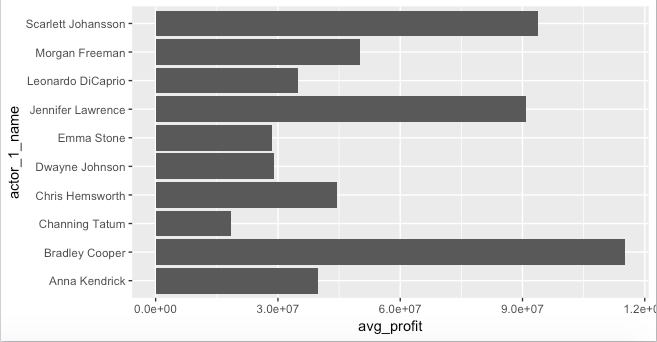 Scarlett Johansson
Morgan Freeman
Leonardo DiCaprio
Jennifer Lawrence
Emma Stone
Dwayne Johnson
Chris Hemsworth
Channing Tatum
Bradley Cooper
Anna Kendrick
actor_1_name
0.0e+00 3.0e+07 6.0e+07 9.0e+07
avg_profit